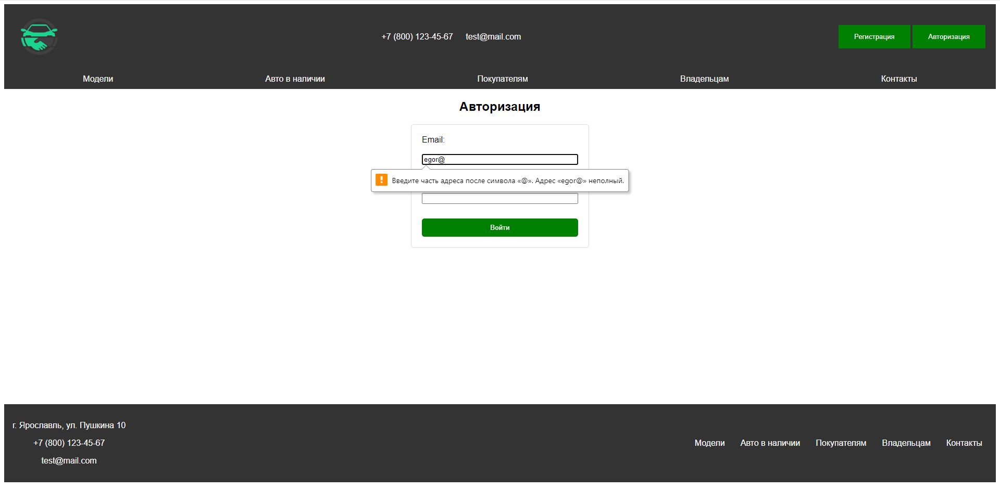 +7 (800) 123-45-67 test@mail.com
Регистрация Авторизация
Модели Авто в наличии Покупателям Владельцам Контакты
Авторизация
Email:
egor@
Введите часть адреса после символа «@». Адрес «egor@» неполный.
Войти
г. Ярославль, ул. Пушкина 10
+7 (800) 123-45-67
test@mail.com
Модели Авто в наличии Покупателям Владельцам Контакты